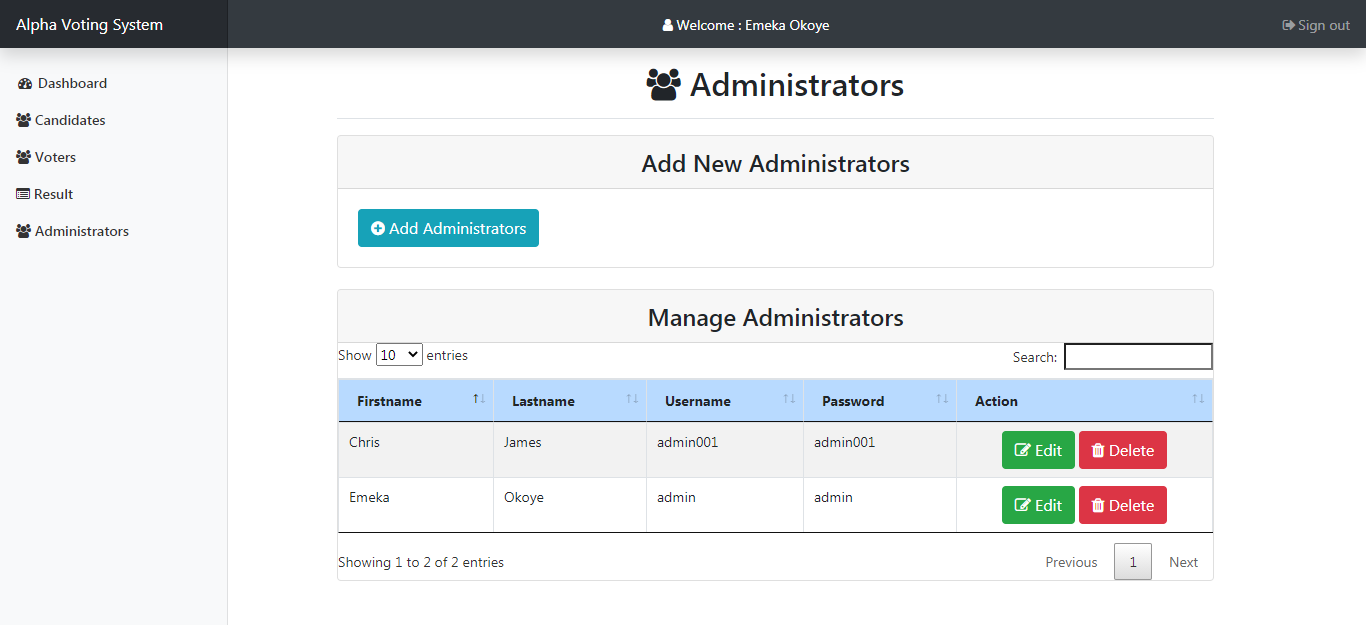 Alpha Voting System
Welcome : Emeka Okoye
Sign out
Dashboard
Candidates
Voters
Result
Administrators
Administrators
Add New Administrators
Add Administrators
Manage Administrators
Show 10 entries
Search:
Firstname Lastname Username Password Action
Chris James admin001 admin001 Edit Delete
Emeka Okoye admin admin Edit Delete
Showing 1 to 2 of 2 entries
Previous 1 Next